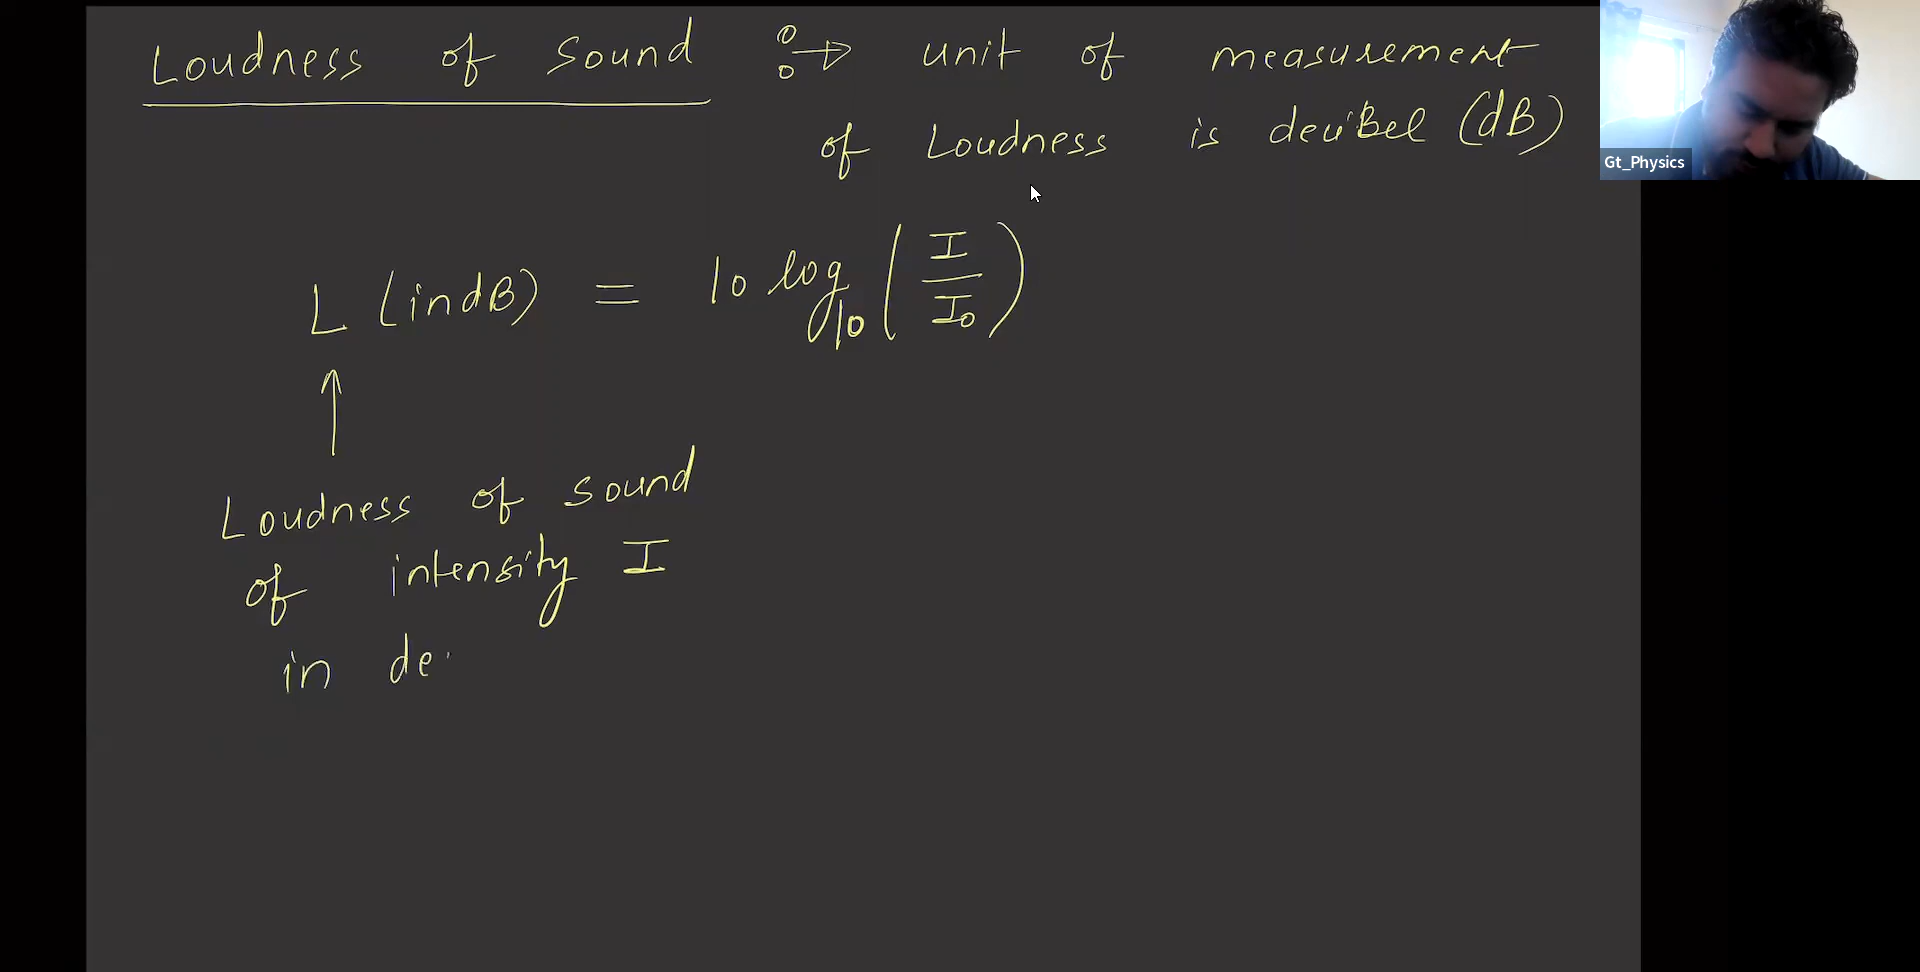 Loudness of Sound : → unit of measurement
of Loudness is deciBel (dB)
Gt_Physics
L (in dB) = 10 log₁₀ (I/I₀)
↑
Loudness of sound
of intensity I
in de